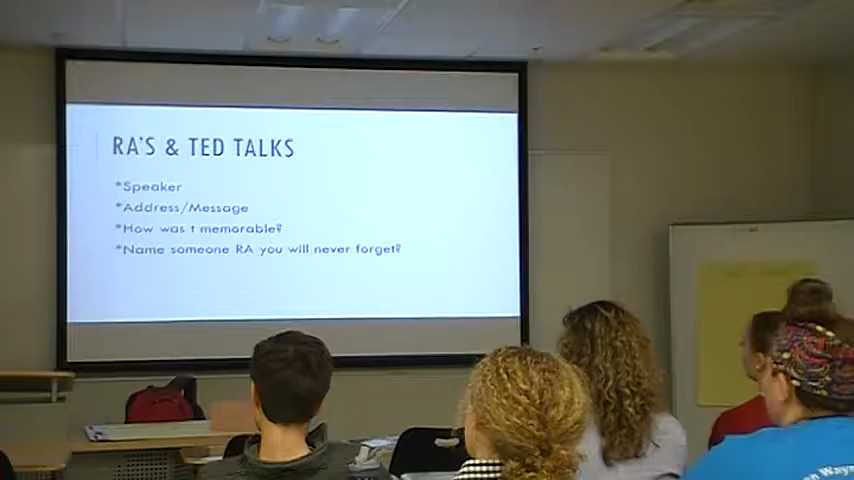 RA'S & TED TALKS
*Speaker
*Address/Message
*How was t memorable?
*Name someone RA you will never forget?